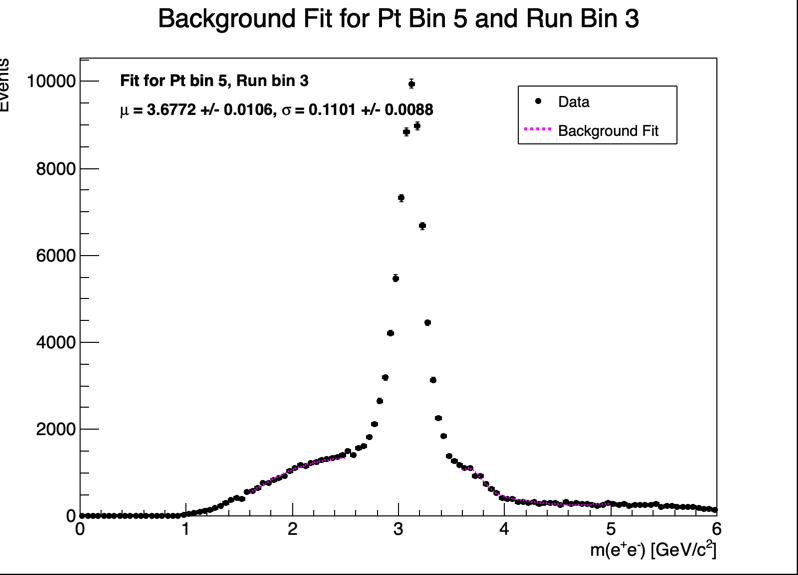 Background Fit for Pt Bin 5 and Run Bin 3
Events
Fit for Pt bin 5, Run bin 3
μ = 3.6772 +/- 0.0106, σ = 0.1101 +/- 0.0088
Data
Background Fit
10000
8000
6000
4000
2000
0
0 1 2 3 4 5 6
m(e⁺e⁻) [GeV/c²]